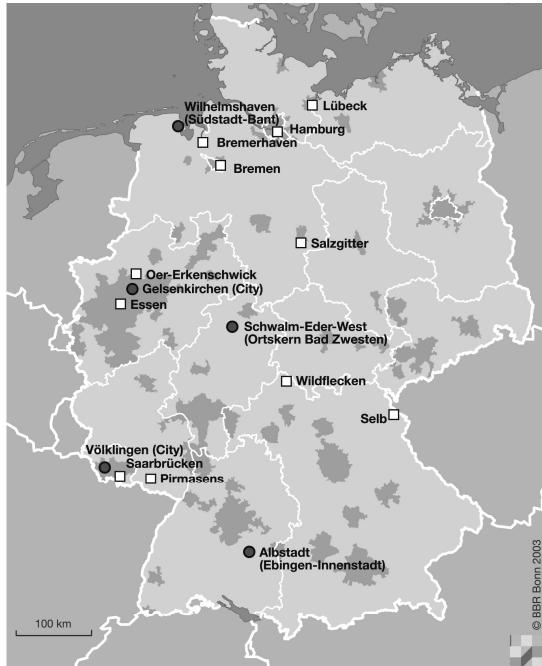 Wilhelmshaven
(Südstadt-Bant)
Lübeck
Hamburg
Bremerhaven
Bremen
Salzgitter
Oer-Erkenschwick
Gelsenkirchen (City)
Essen
Schwalm-Eder-West
(Ortskern Bad Zwesten)
Wildflecken
Selb
Völklingen (City)
Saarbrücken
Pirmasens
Albstadt
(Ebingen-Innenstadt)
100 km
© BBR Bonn 2003